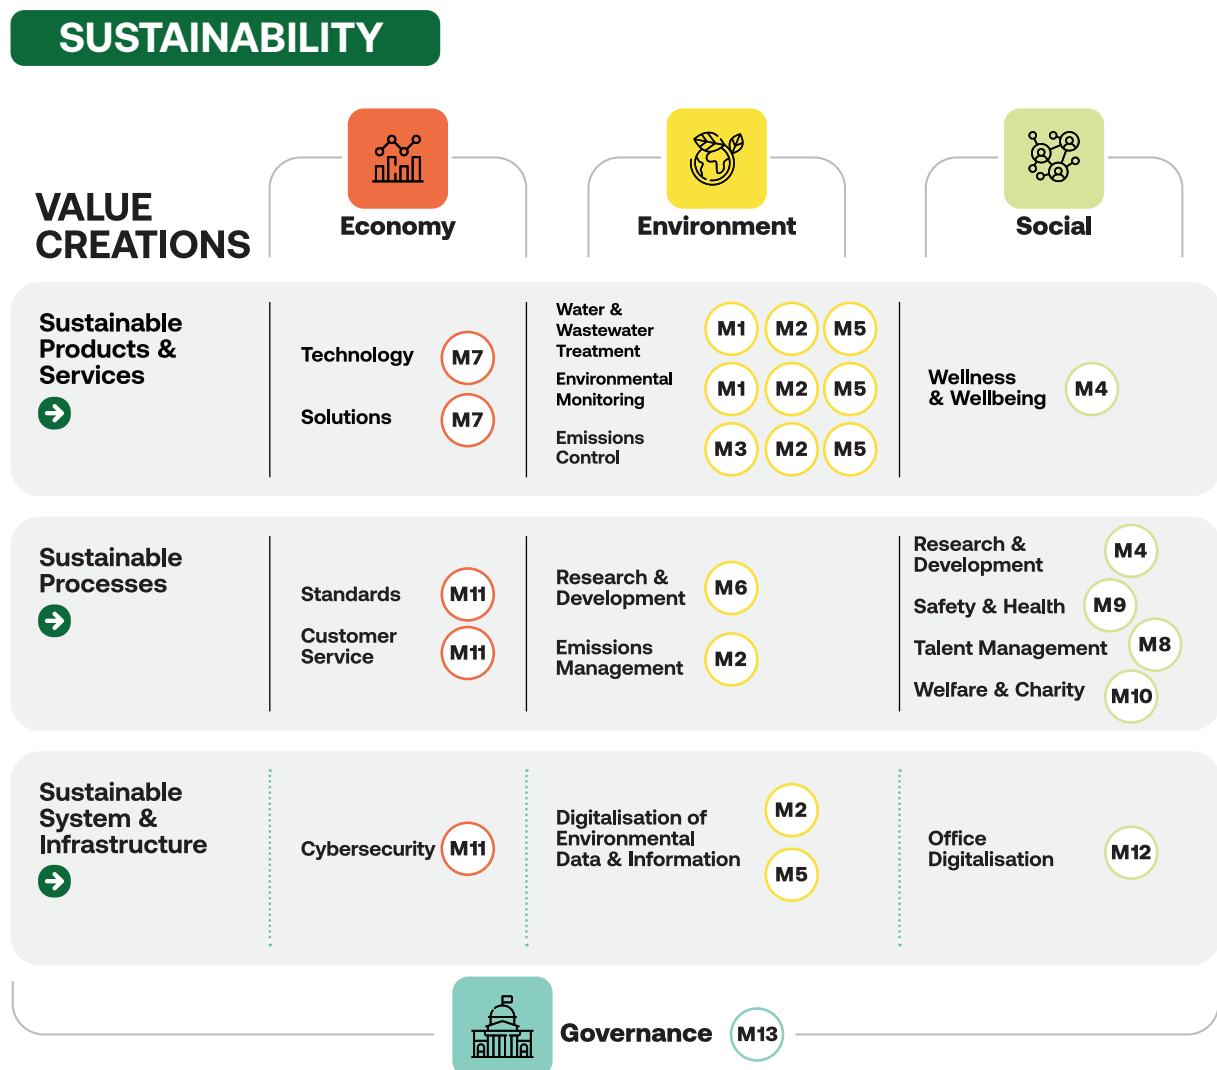 SUSTAINABILITY
VALUE
CREATIONS
Economy
Environment
Social
Sustainable
Products &
Services
Technology
M7
Solutions
M7
Water &
Wastewater
Treatment
M1 M2 M5
Environmental
Monitoring
M1 M2 M5
Emissions
Control
M3 M2 M5
Wellness
& Wellbeing
M4
Sustainable
Processes
Standards
M11
Customer
Service
M11
Research &
Development
M6
Emissions
Management
M2
Research &
Development
M4
Safety & Health
M9
Talent Management
M8
Welfare & Charity
M10
Sustainable
System &
Infrastructure
Cybersecurity
M11
Digitalisation of
Environmental
Data & Information
M2
M5
Office
Digitalisation
M12
Governance
M13